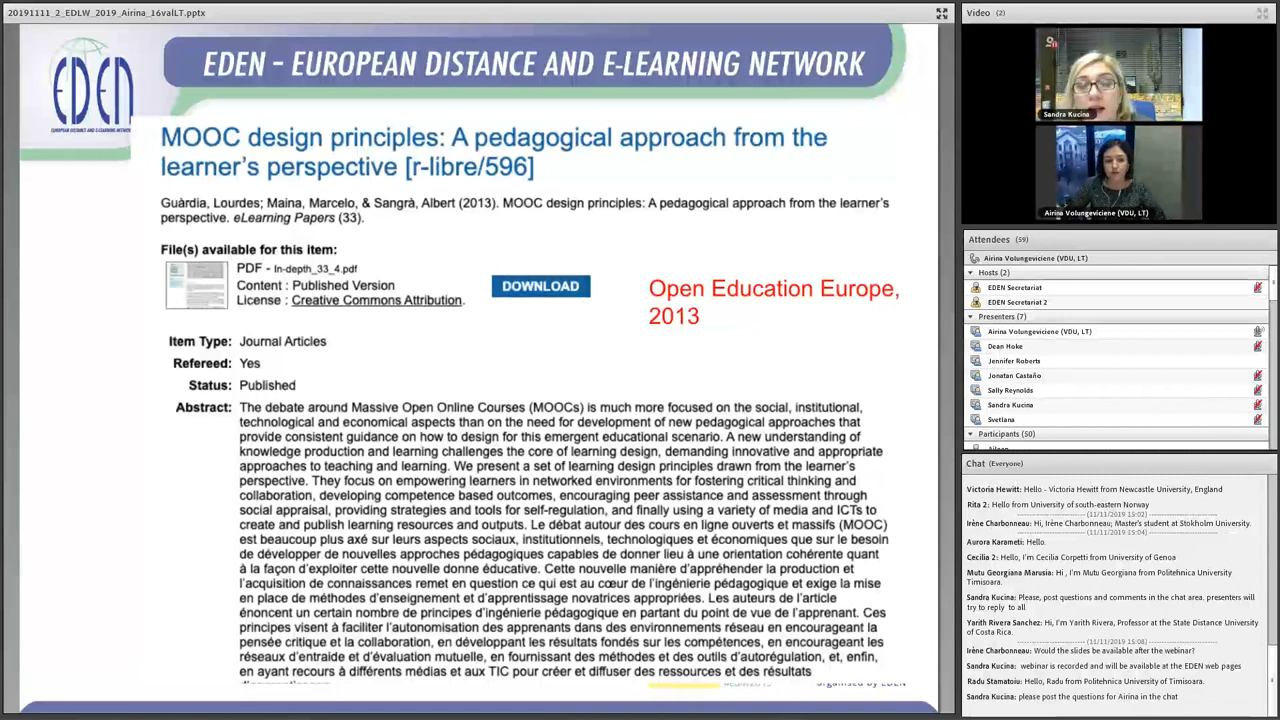 20191111_2_EDLW_2019_Airina_16valLT.pptx
EDEN
EUROPEAN DISTANCE AND E-LEARNING NETWORK
EDEN – EUROPEAN DISTANCE AND E-LEARNING NETWORK
MOOC design principles: A pedagogical approach from the
learner's perspective [r-libre/596]
Guàrdia, Lourdes; Maina, Marcelo, & Sangrà, Albert (2013). MOOC design principles: A pedagogical approach from the learner's
perspective. eLearning Papers (33).
File(s) available for this item:
PDF - In-depth_33_4.pdf
Content : Published Version
License : Creative Commons Attribution.
DOWNLOAD
Open Education Europe,
2013
Item Type: Journal Articles
Refereed: Yes
Status: Published
Abstract: The debate around Massive Open Online Courses (MOOCs) is much more focused on the social, institutional,
technological and economical aspects than on the need for development of new pedagogical approaches that
provide consistent guidance on how to design for this emergent educational scenario. A new understanding of
knowledge production and learning challenges the core of learning design, demanding innovative and appropriate
approaches to teaching and learning. We present a set of learning design principles drawn from the learner's
perspective. They focus on empowering learners in networked environments for fostering critical thinking and
collaboration, developing competence based outcomes, encouraging peer assistance and assessment through
social appraisal, providing strategies and tools for self-regulation, and finally using a variety of media and ICTs to
create and publish learning resources and outputs. Le débat autour des cours en ligne ouverts et massifs (MOOC)
est beaucoup plus axé sur leurs aspects sociaux, institutionnels, technologiques et économiques que sur le besoin
de développer de nouvelles approches pédagogiques capables de donner lieu à une orientation cohérente quant
à la façon d'exploiter cette nouvelle donne éducative. Cette nouvelle manière d'appréhender la production et
l'acquisition de connaissances remet en question ce qui est au cœur de l'ingénierie pédagogique et exige la mise
en place de méthodes d'enseignement et d'apprentissage novatrices appropriées. Les auteurs de l'article
énoncent un certain nombre de principes d'ingénierie pédagogique en partant du point de vue de l'apprenant. Ces
principes visent à faciliter l'autonomisation des apprenants dans des environnements réseau en encourageant la
pensée critique et la collaboration, en développant les résultats fondés sur les compétences, en encourageant les
réseaux d'entraide et d'évaluation mutuelle, en fournissant des méthodes et des outils d'autorégulation, et, enfin,
en ayant recours à différents médias et aux TIC pour créer et diffuser des ressources et des résultats
Video (2)
Sandra Kucina
Airina Volungeviciene (VDU, LT)
Attendees (59)
Airina Volungeviciene (VDU, LT)
Hosts (2)
EDEN Secretariat
EDEN Secretariat 2
Presenters (7)
Airina Volungeviciene (VDU, LT)
Dean Hoke
Jennifer Roberts
Jonatan Castaño
Sally Reynolds
Sandra Kucina
Svetlana
Participants (50)
Chat (Everyone)
Victoria Hewitt: Hello - Victoria Hewitt from Newcastle University, England
Rita 2: Hello from University of south-eastern Norway
(11/11/2019 15:02)
Irène Charbonneau: Hi, Irène Charbonneau; Master's student at Stokholm University.
(11/11/2019 15:04)
Aurora Karameti: Hello.
Cecilia 2: Hello, I'm Cecilia Corpetti from University of Genoa
Mutu Georgiana Marusia: Hi , I'm Mutu Georgiana from Politehnica University
Timisoara.
Sandra Kucina: Please, post questions and comments in the chat area, presenters will
try to reply to all
Yarith Rivera Sanchez: Hi, I'm Yarith Rivera, Professor at the State Distance University
of Costa Rica.
(11/11/2019 15:08)
Irène Charbonneau: Would the slides be available after the webinar?
Sandra Kucina: webinar is recorded and will be available at the EDEN web pages
Radu Stamatoiu: Hello, Radu from Politehnica University of Timisoara.
Sandra Kucina: please post the questions for Airina in the chat